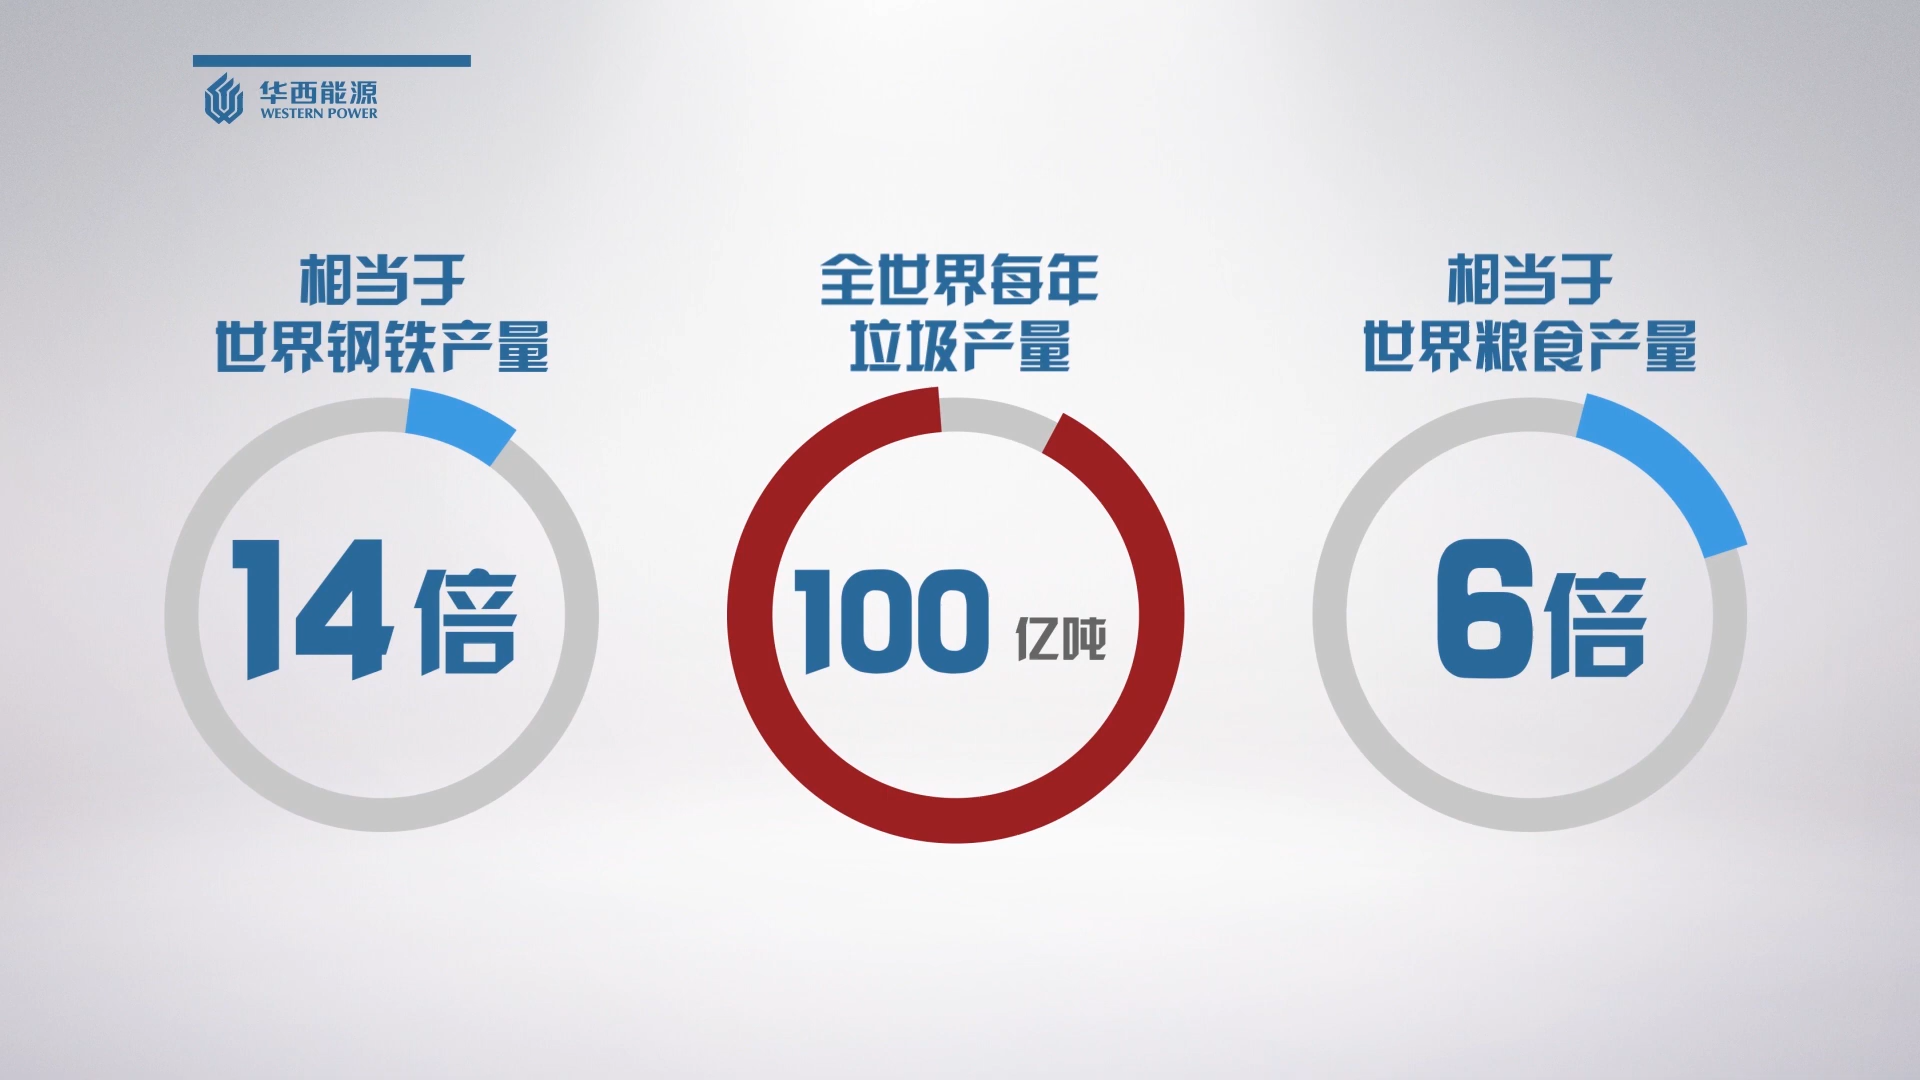 华西能源
WESTERN POWER
相当于
世界钢铁产量
14倍
全世界每年
垃圾产量
100 亿吨
相当于
世界粮食产量
6倍